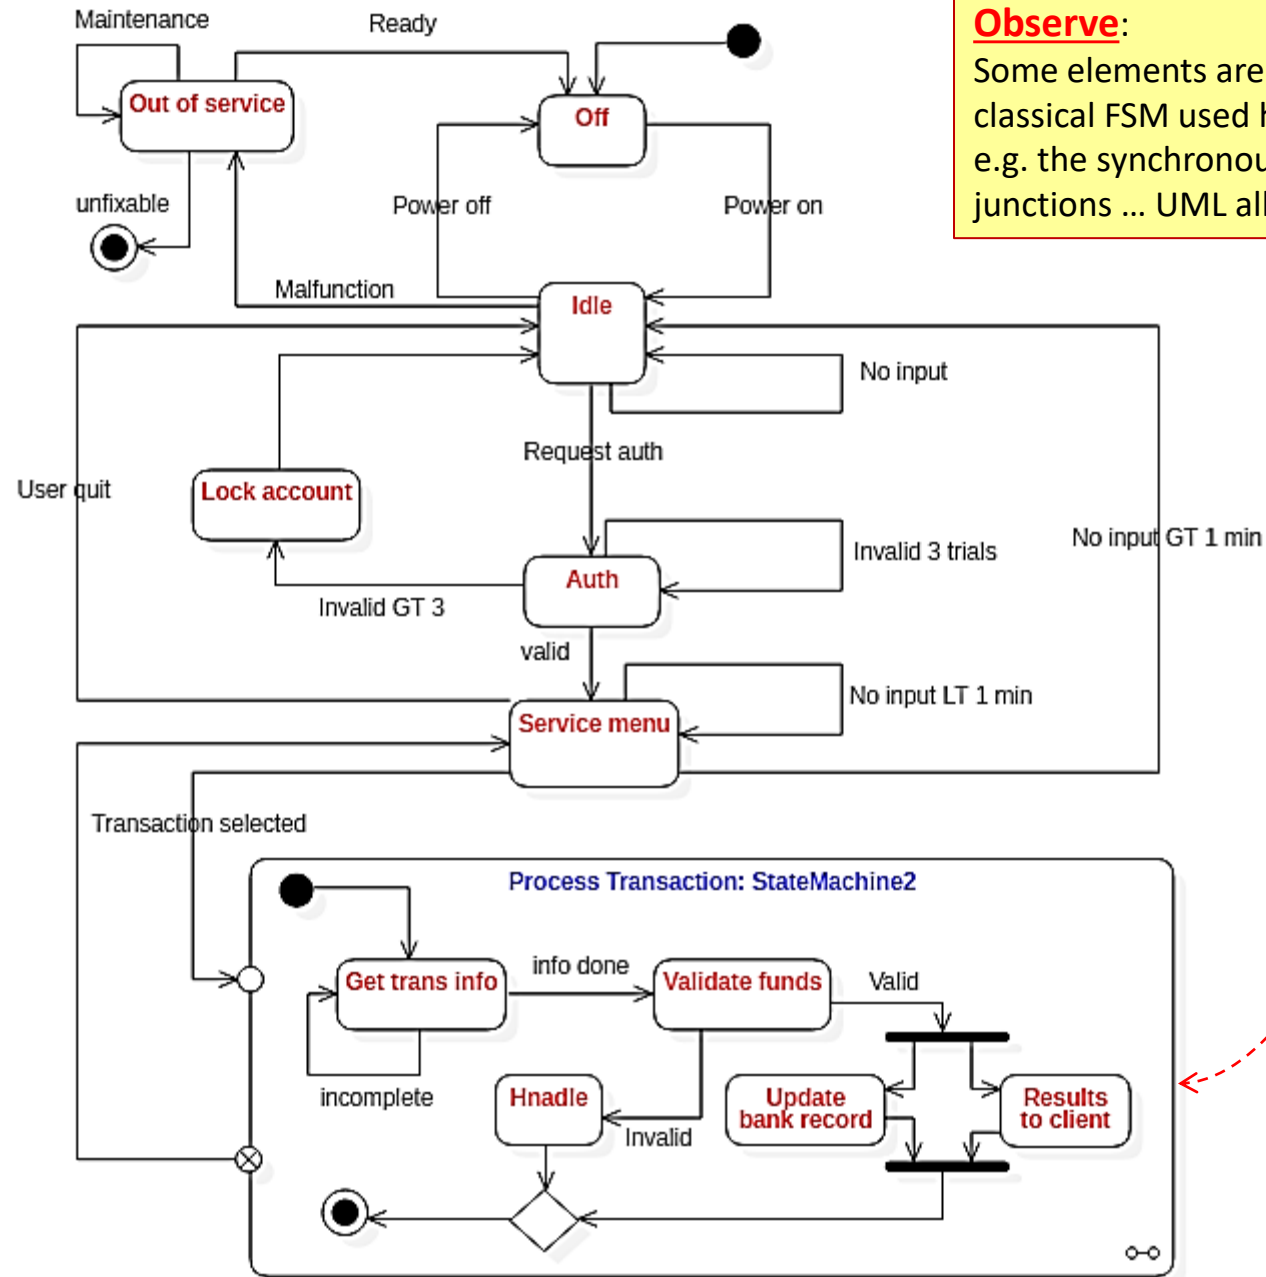 Maintenance
Ready
Observe:
Some elements are
classical FSM used
e.g. the synchronou
junctions ... UML al
Out of service
Off
unfixable
Power off
Power on
Malfunction
Idle
No input
Request auth
User quit
Lock account
No input GT 1 min
Invalid 3 trials
Auth
Invalid GT 3
valid
No input LT 1 min
Service menu
Transaction selected
Process Transaction: StateMachine2
info done
Get trans info
Validate funds
Valid
incomplete
Hnadle
Update
bank record
Results
to client
Invalid